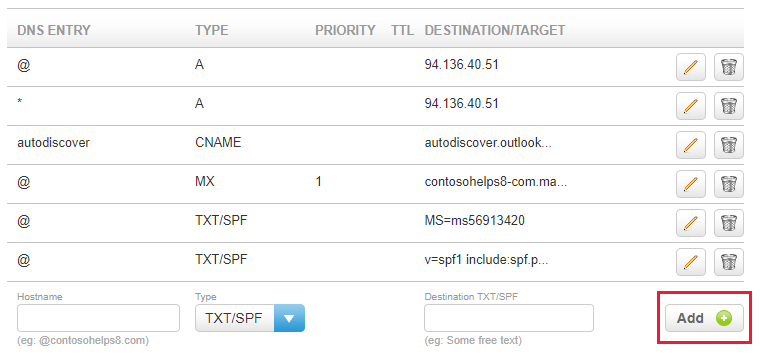 DNS ENTRY TYPE PRIORITY TTL DESTINATION/TARGET
@ A 94.136.40.51
* A 94.136.40.51
autodiscover CNAME autodiscover.outlook...
@ MX 1 contosohelps8-com.ma...
@ TXT/SPF MS=ms56913420
@ TXT/SPF v=spf1 include:spf.p...
Hostname Type Destination TXT/SPF
TXT/SPF Add
(eg: @contosohelps8.com) (eg: Some free text)